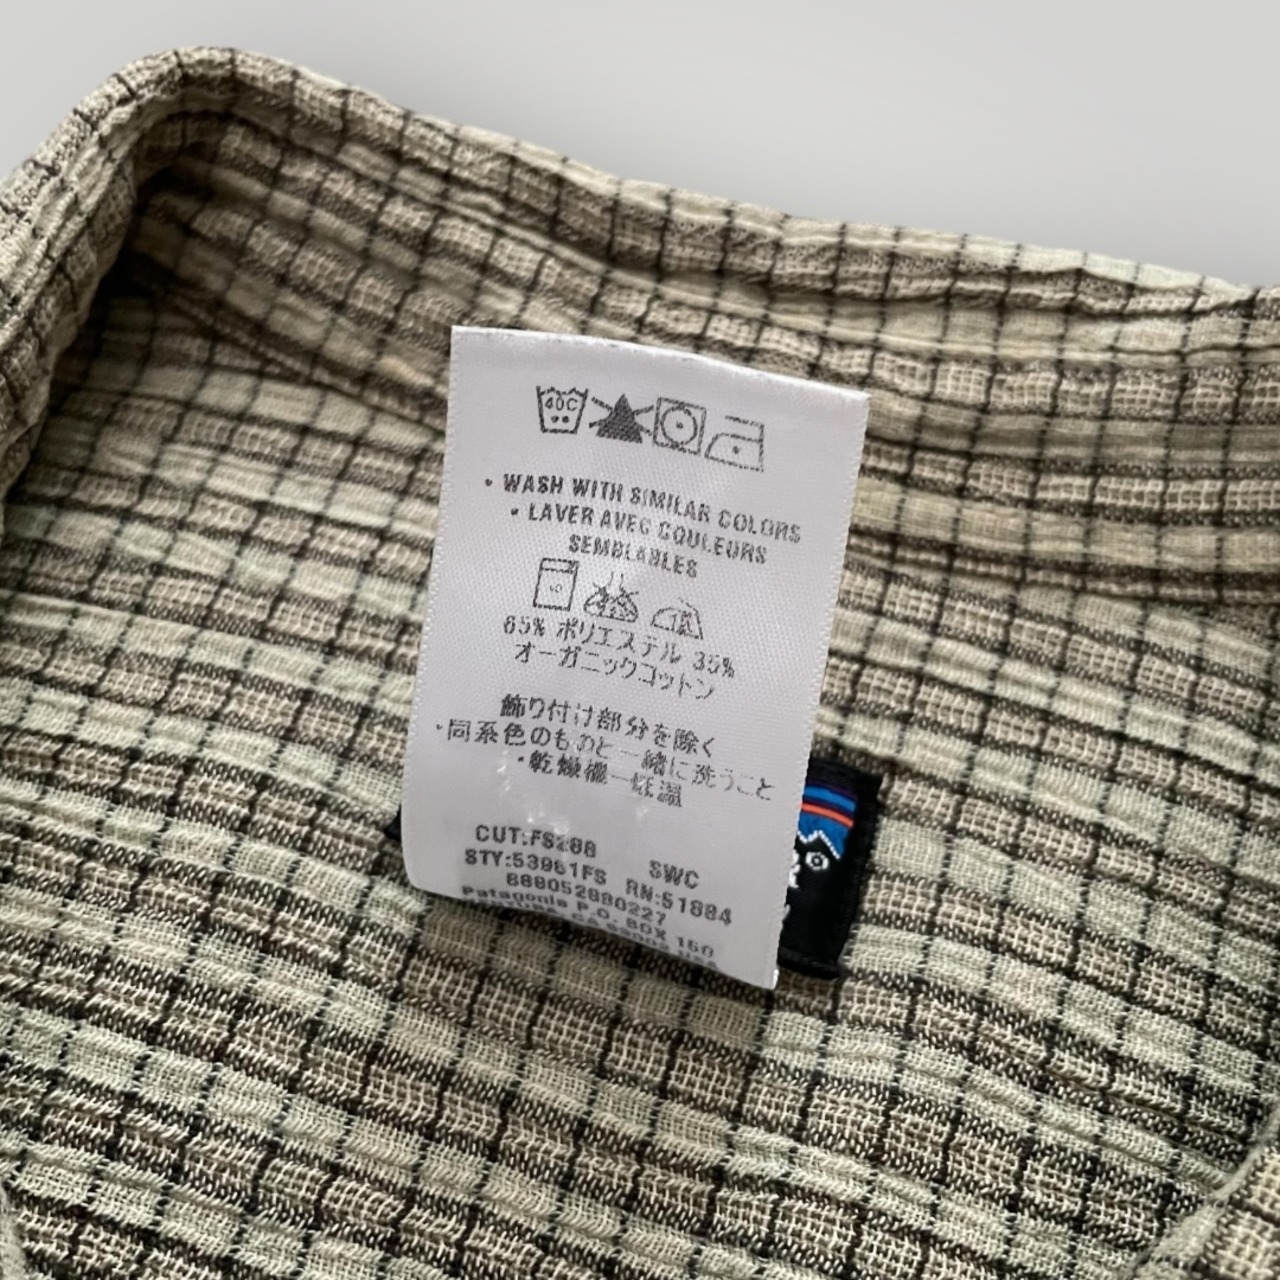 40C
• WASH WITH SIMILAR COLORS
• LAVER AVEC COULEURS
SEMBLABLES
65% ポリエステル 35%
オーガニックコットン
飾り付け部分を除く
・同系色のものと一緒に洗うこと
・乾燥機一低温
CUT:FS288 SWC
STY:53961FS RN:51884
888052880227
Patagonia P.O. BOX 150